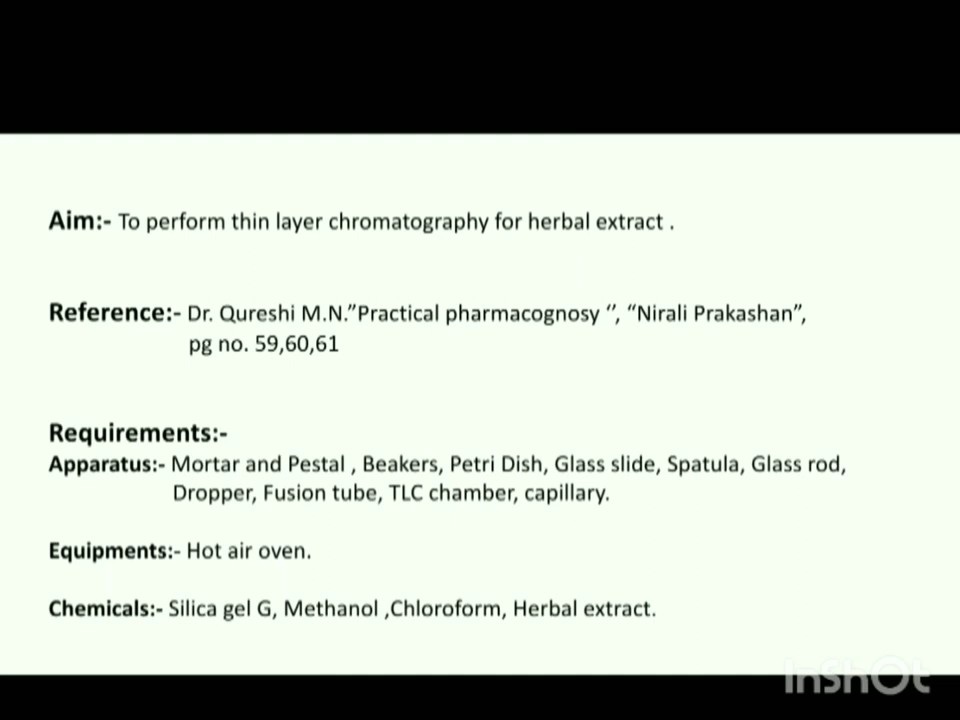 Aim:- To perform thin layer chromatography for herbal extract .
Reference:- Dr. Qureshi M.N.”Practical pharmacognosy ‘’, “Nirali Prakashan”,
pg no. 59,60,61
Requirements:-
Apparatus:- Mortar and Pestal , Beakers, Petri Dish, Glass slide, Spatula, Glass rod,
Dropper, Fusion tube, TLC chamber, capillary.
Equipments:- Hot air oven.
Chemicals:- Silica gel G, Methanol ,Chloroform, Herbal extract.
InShOt